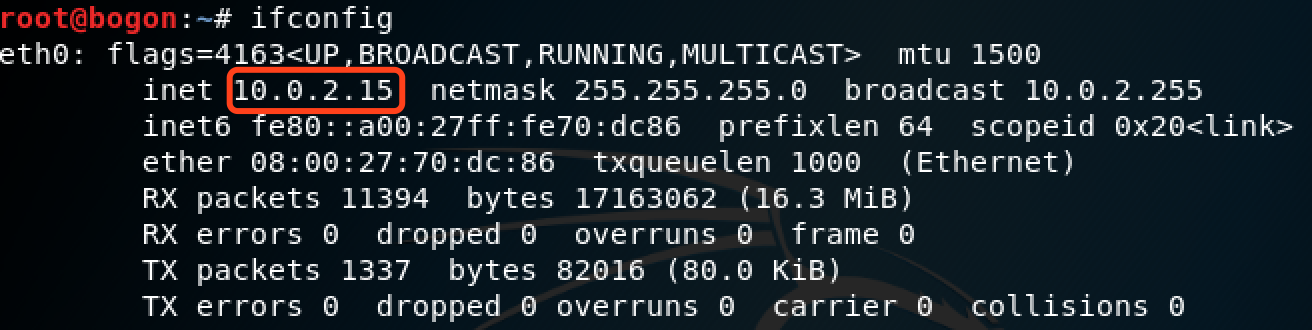 root@bogon:~# ifconfig
eth0: flags=4163<UP,BROADCAST,RUNNING,MULTICAST>  mtu 1500
        inet 10.0.2.15  netmask 255.255.255.0  broadcast 10.0.2.255
        inet6 fe80::a00:27ff:fe70:dc86  prefixlen 64  scopeid 0x20<link>
        ether 08:00:27:70:dc:86  txqueuelen 1000  (Ethernet)
        RX packets 11394  bytes 17163062 (16.3 MiB)
        RX errors 0  dropped 0  overruns 0  frame 0
        TX packets 1337  bytes 82016 (80.0 KiB)
        TX errors 0  dropped 0 overruns 0  carrier 0  collisions 0